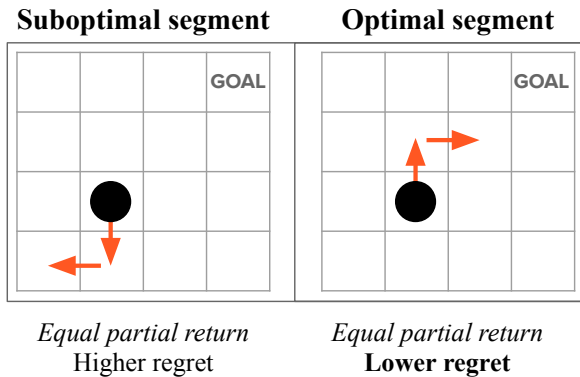 Suboptimal segment
Optimal segment
GOAL
GOAL
Equal partial return
Higher regret
Equal partial return
Lower regret